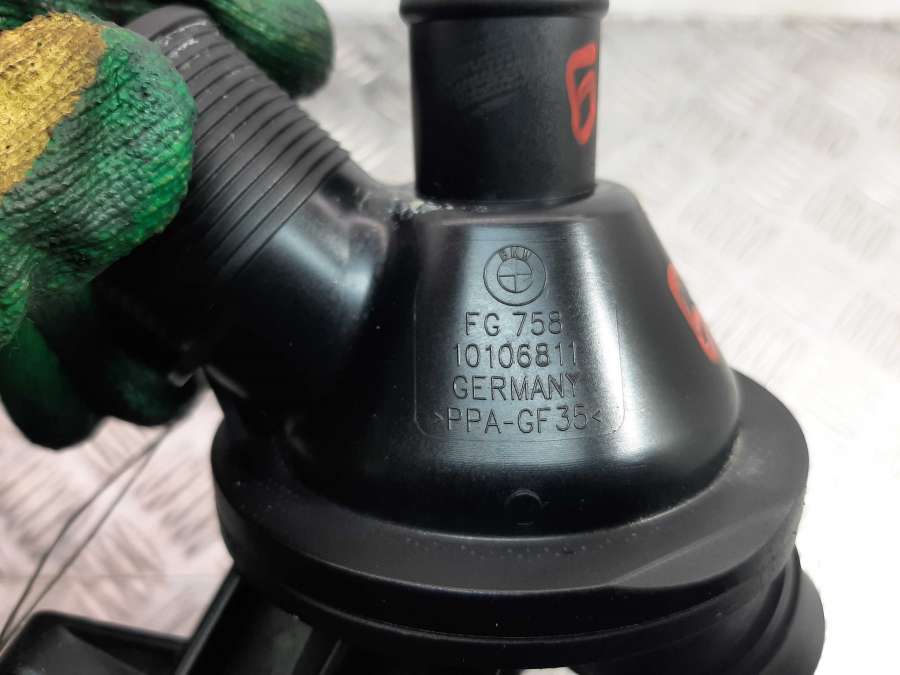 BMW
FG 758
10106811
GERMANY
>PPA-GF35<